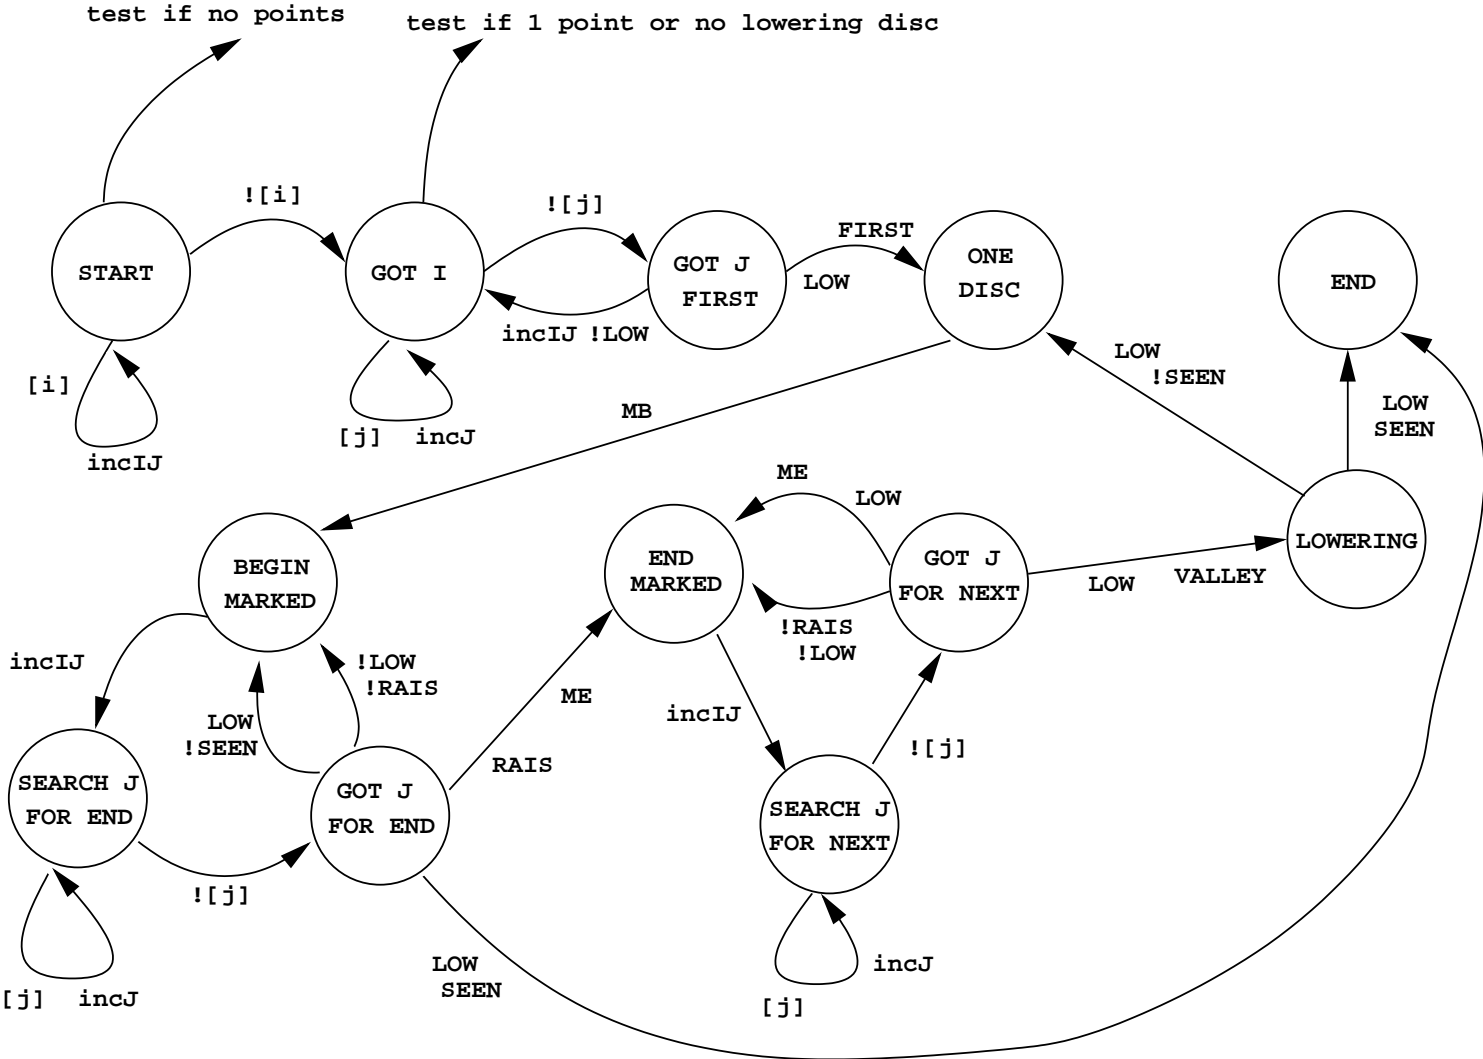 test if no points
test if 1 point or no lowering disc
![i]
![j]
FIRST
START
GOT I
GOT J
FIRST
LOW
ONE
DISC
END
incIJ !LOW
[i]
incIJ
[j] incJ
MB
LOW
!SEEN
LOW
SEEN
ME
LOW
BEGIN
MARKED
END
MARKED
GOT J
FOR NEXT
LOW
VALLEY
LOWERING
!RAIS
!LOW
incIJ
!LOW
!RAIS
LOW
!SEEN
ME
incIJ
![j]
RAIS
SEARCH J
FOR END
GOT J
FOR END
SEARCH J
FOR NEXT
![j]
[j] incJ
LOW
SEEN
incJ
[j]